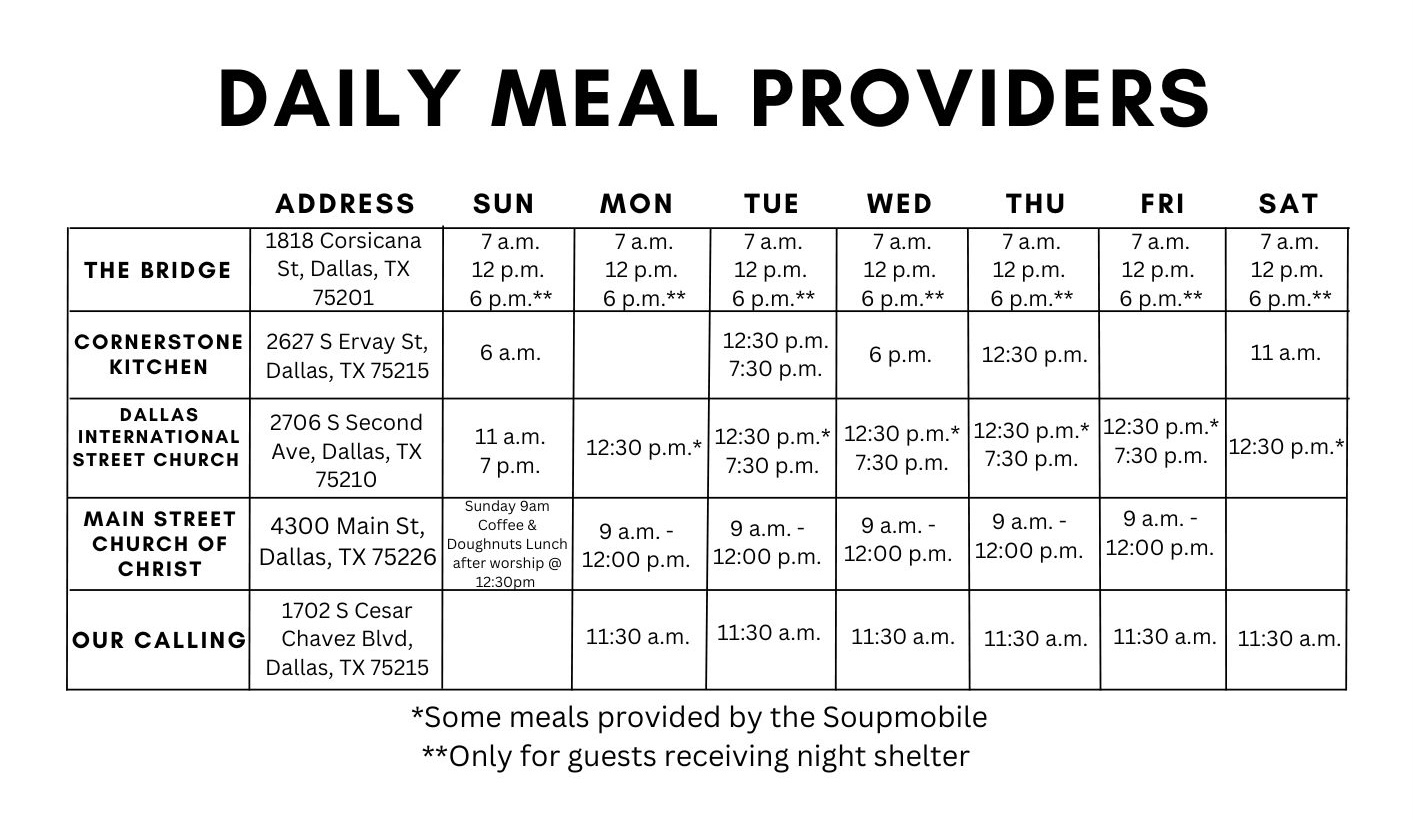 DAILY MEAL PROVIDERS
ADDRESS SUN MON TUE WED THU FRI SAT
THE BRIDGE
1818 Corsicana
St, Dallas, TX
75201
7 a.m.
12 p.m.
6 p.m.**
7 a.m.
12 p.m.
6 p.m.**
7 a.m.
12 p.m.
6 p.m.**
7 a.m.
12 p.m.
6 p.m.**
7 a.m.
12 p.m.
6 p.m.**
7 a.m.
12 p.m.
6 p.m.**
7 a.m.
12 p.m.
6 p.m.**
CORNERSTONE
KITCHEN
2627 S Ervay St,
Dallas, TX 75215
6 a.m.
12:30 p.m.
7:30 p.m.
6 p.m.
12:30 p.m.
11 a.m.
DALLAS
INTERNATIONAL
STREET CHURCH
2706 S Second
Ave, Dallas, TX
75210
11 a.m.
7 p.m.
12:30 p.m.*
12:30 p.m.*
7:30 p.m.
12:30 p.m.*
7:30 p.m.
12:30 p.m.*
7:30 p.m.
12:30 p.m.*
7:30 p.m.
12:30 p.m.*
MAIN STREET
CHURCH OF
CHRIST
4300 Main St,
Dallas, TX 75226
Sunday 9am
Coffee &
Doughnuts Lunch
after worship @
12:30pm
9 a.m. -
12:00 p.m.
9 a.m. -
12:00 p.m.
9 a.m. -
12:00 p.m.
9 a.m. -
12:00 p.m.
9 a.m. -
12:00 p.m.
OUR CALLING
1702 S Cesar
Chavez Blvd,
Dallas, TX 75215
11:30 a.m.
11:30 a.m.
11:30 a.m.
11:30 a.m.
11:30 a.m.
11:30 a.m.
*Some meals provided by the Soupmobile
**Only for guests receiving night shelter